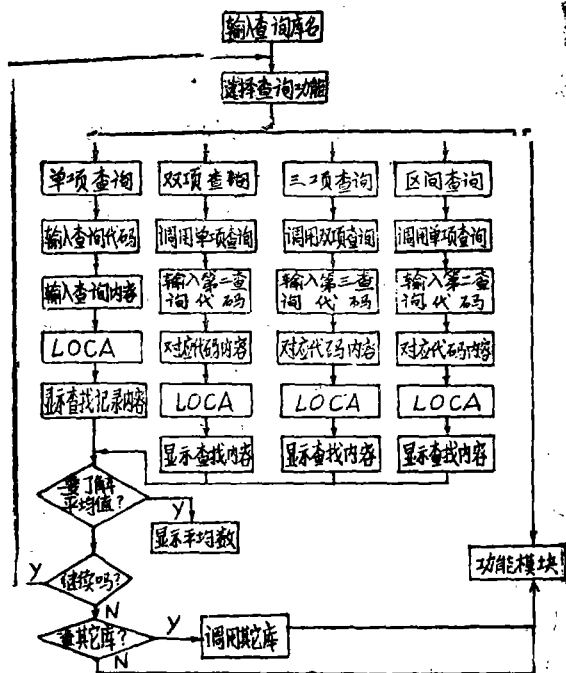 输入查询库名
选择查询功能
单项查询
输入查询代码
输入查询内容
LOCA
显示查找记录内容
双项查询
调用单项查询
输入第二查
询代码
对应代码内容
LOCA
显示查找内容
三项查询
调用双项查询
输入第三查
询代码
对应代码内容
LOCA
显示查找内容
区间查询
调用单项查询
输入第二查
询代码
对应代码内容
LOCA
显示查找内容
要了解
平均值?
Y
显示平均数
Y
继续吗?
N
查其它库?
Y
调用其它库
N
功能模块